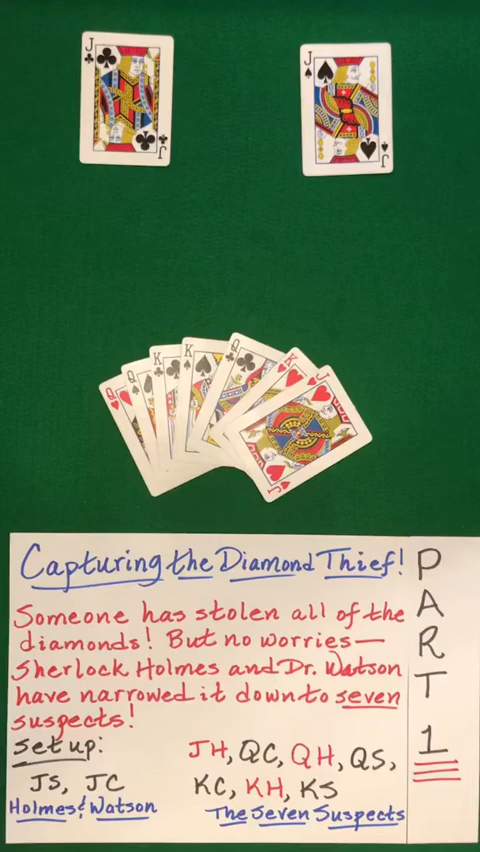 J
J
J
J
Q
Q
K
K
Q
K
J
J
Capturing the Diamond Thief!
Someone has stolen all of the
diamonds! But no worries—
Sherlock Holmes and Dr. Watson
have narrowed it down to seven
suspects!
set up:
JS, JC
Holmes & Watson
JH, QC, QH, QS,
KC, KH, KS
The Seven Suspects
PART 1